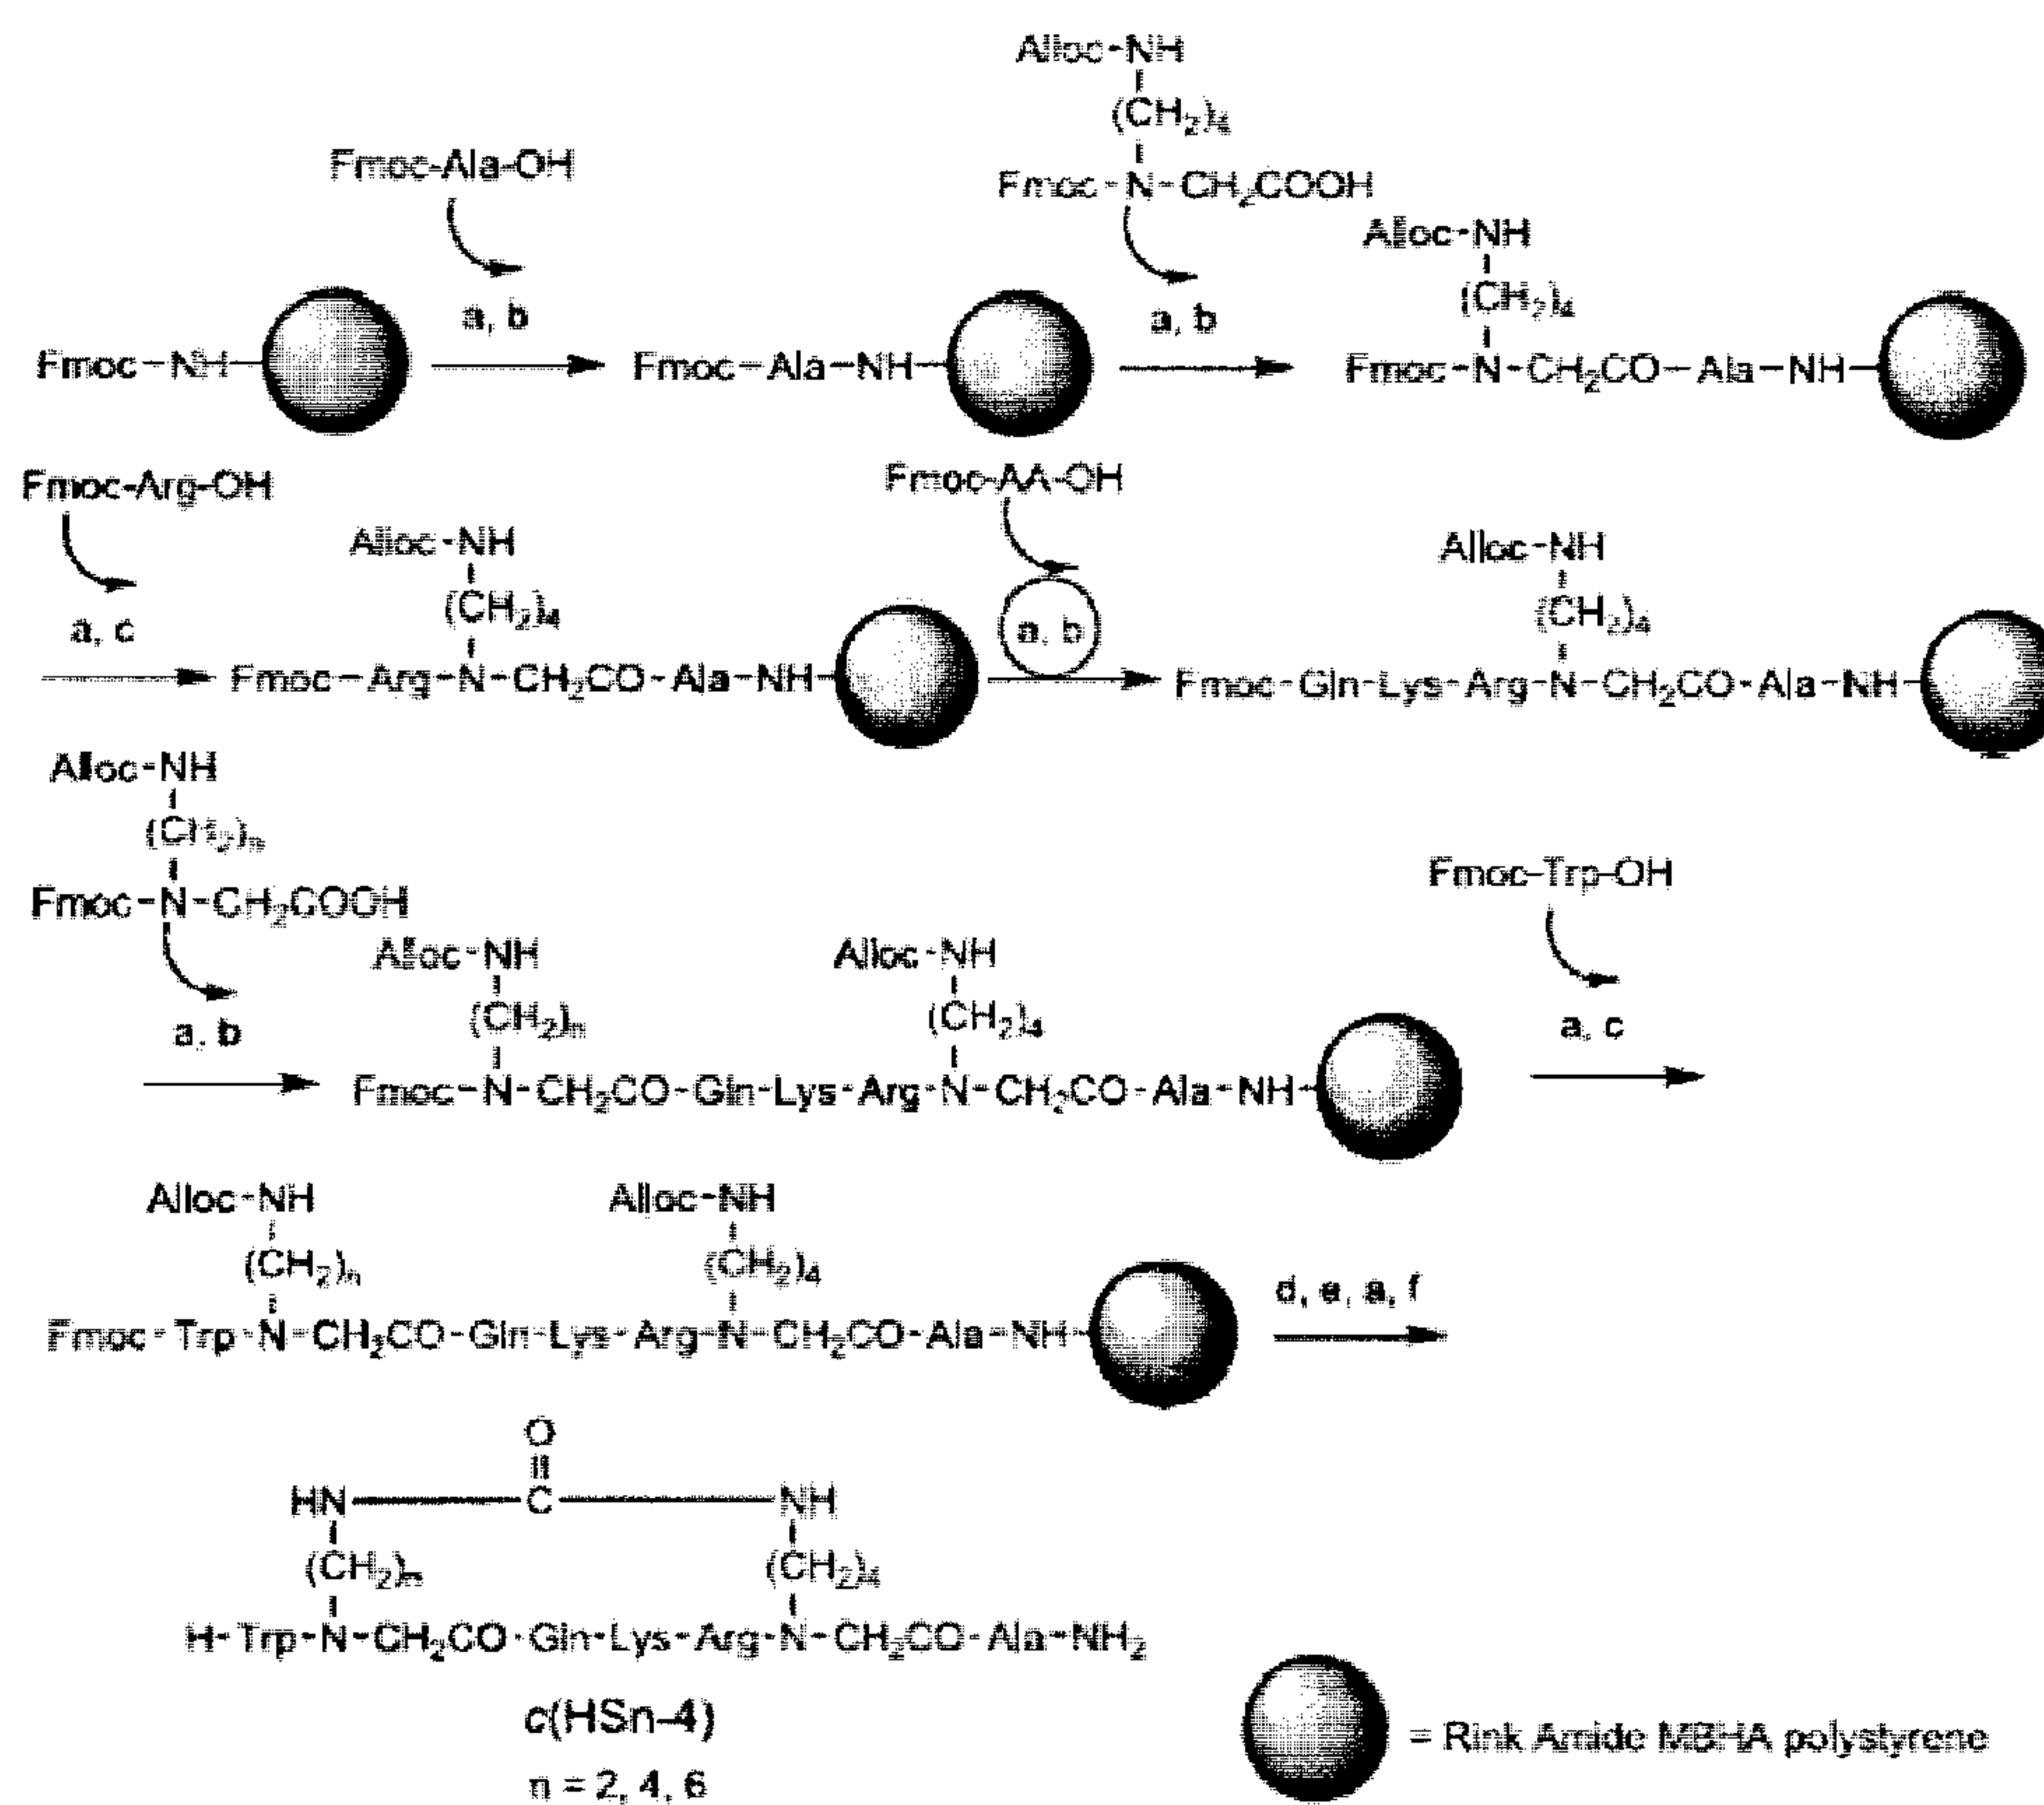 Alloc-NH
(CH2)4
Fmoc-Ala-OH
Fmoc-N-CH2COOH
Alloc-NH
a, b
a, b
(CH2)4
Fmoc-NH
Fmoc-Ala-NH
Fmoc-N-CH2CO-Ala-NH
Fmoc-Arg-OH
Fmoc-AA-OH
Alloc-NH
Alloc-NH
(CH2)4
(CH2)4
a, c
a, b
Fmoc-Arg-N-CH2CO-Ala-NH
Fmoc-Gln-Lys-Arg-N-CH2CO-Ala-NH
Alloc-NH
(CH2)n
Fmoc-Trp-OH
Fmoc-N-CH2COOH
Alloc-NH
Alloc-NH
(CH2)n
(CH2)4
a, b
a, c
Fmoc-N-CH2CO-Gln-Lys-Arg-N-CH2CO-Ala-NH
Alloc-NH
Alloc-NH
(CH2)n
(CH2)4
d, e, a, f
Fmoc-Trp-N-CH2CO-Gln-Lys-Arg-N-CH2CO-Ala-NH
O
HN
C
NH
(CH2)n
(CH2)4
H-Trp-N-CH2CO-Gln-Lys-Arg-N-CH2CO-Ala-NH2
c(HSn-4)
n = 2, 4, 6
= Rink Amide MBHA polystyrene